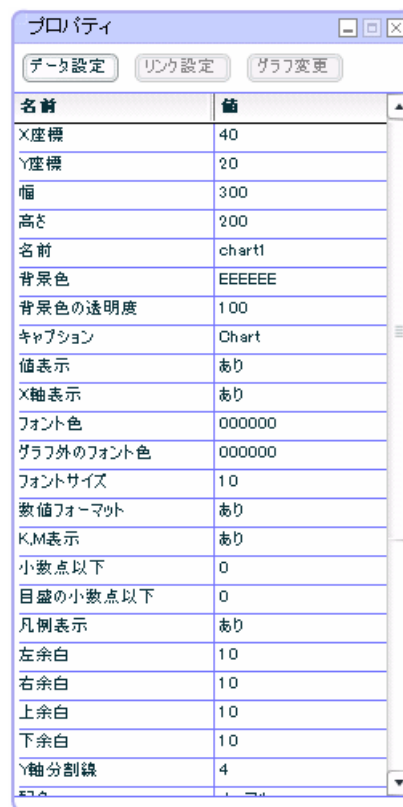 プロパティ
データ設定 リンク設定 グラフ変更
名前 値
X座標 40
Y座標 20
幅 300
高さ 200
名前 chart1
背景色 EEEEEE
背景色の透明度 100
キャプション Chart
値表示 あり
X軸表示 あり
フォント色 000000
グラフ外のフォント色 000000
フォントサイズ 10
数値フォーマット あり
K,M表示 あり
小数点以下 0
目盛の小数点以下 0
凡例表示 あり
左余白 10
右余白 10
上余白 10
下余白 10
Y軸分割線 4